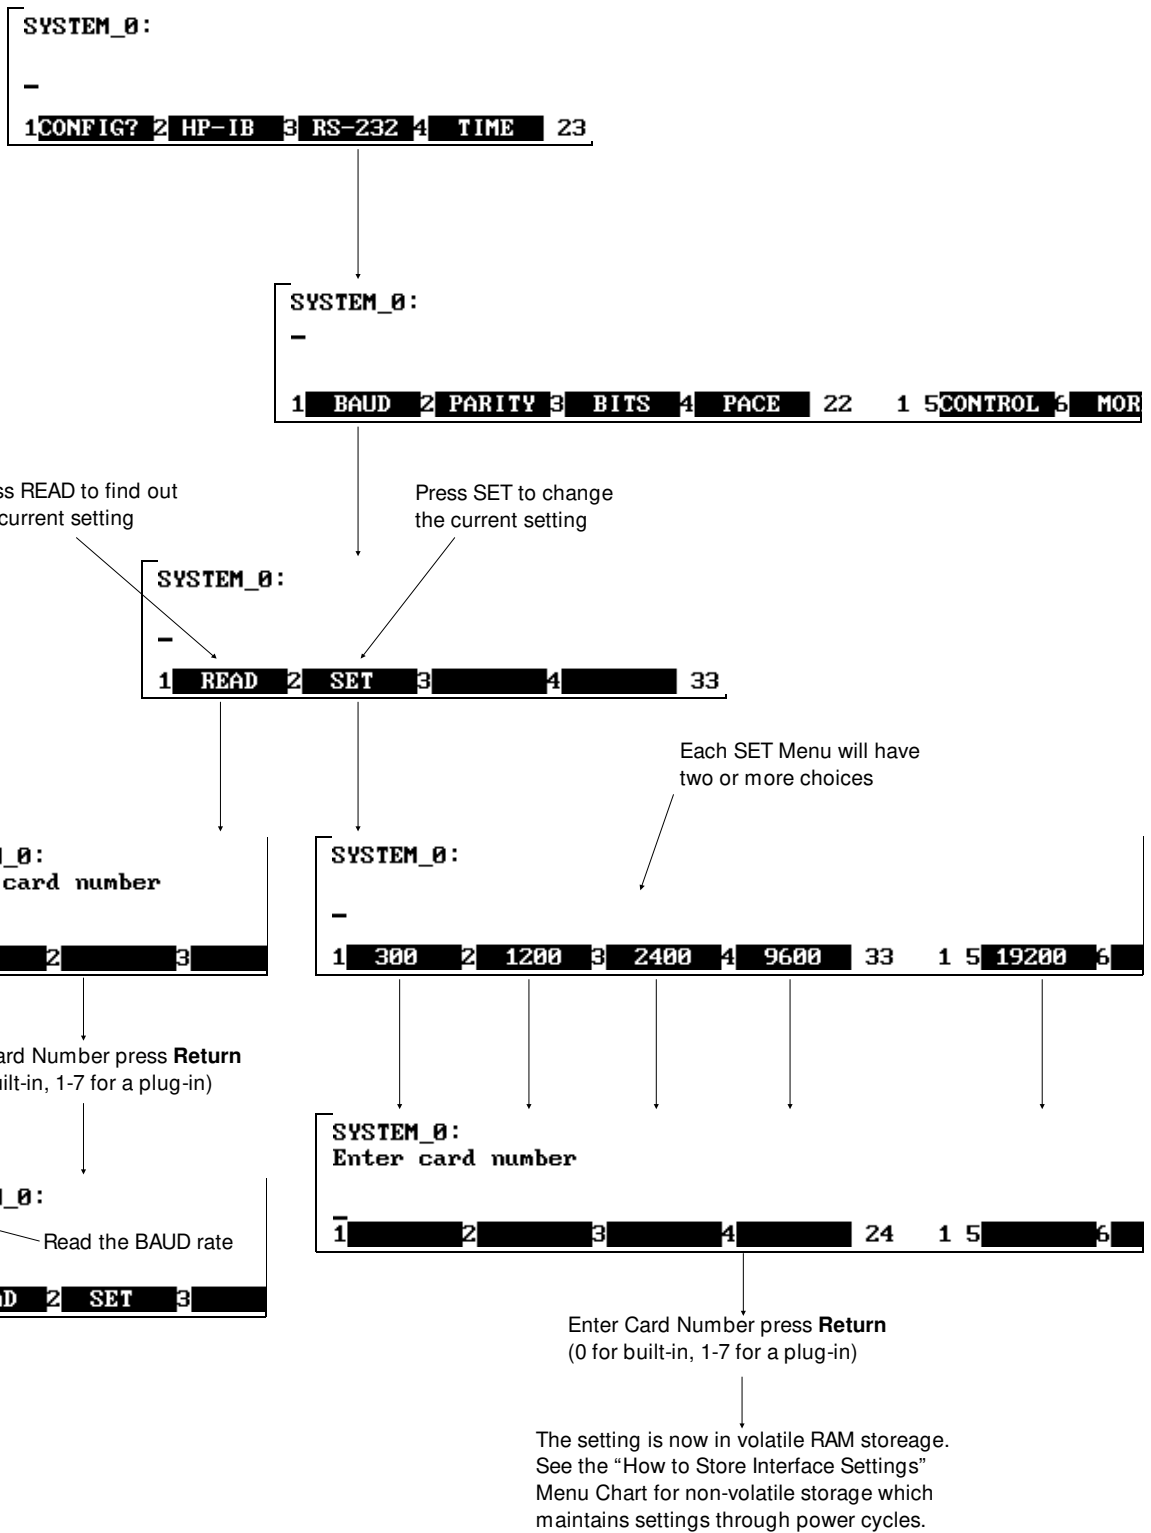 SYSTEM_0:
1 CONFIG? 2 HP-IB 3 RS-232 4 TIME 23
SYSTEM_0:
1 BAUD 2 PARITY 3 BITS 4 PACE 22 1 5 CONTROL 6 MOR
ss READ to find out
current setting
Press SET to change
the current setting
SYSTEM_0:
1 READ 2 SET 3 4 33
Each SET Menu will have
two or more choices
_0:
card number
2 3
SYSTEM_0:
1 300 2 1200 3 2400 4 9600 33 1 5 19200 6
ard Number press Return
uilt-in, 1-7 for a plug-in)
SYSTEM_0:
Enter card number
1 2 3 4 24 1 5 6
_0:
Read the BAUD rate
D 2 SET 3
Enter Card Number press Return
(0 for built-in, 1-7 for a plug-in)
The setting is now in volatile RAM storeage.
See the “How to Store Interface Settings”
Menu Chart for non-volatile storage which
maintains settings through power cycles.